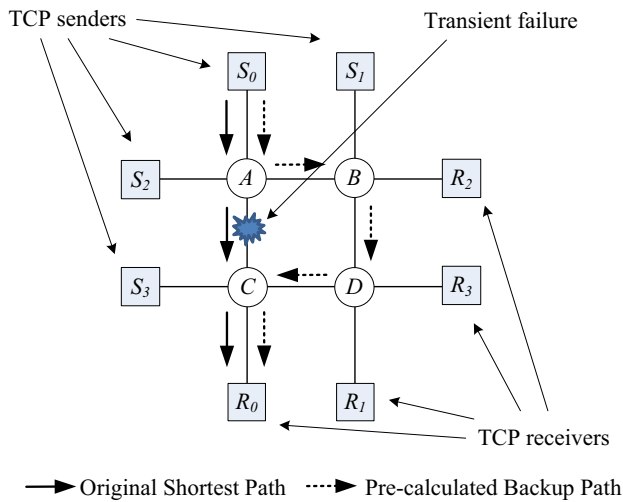 TCP senders
Transient failure
S0
S1
S2
A
B
R2
S3
C
D
R3
R0
R1
TCP receivers
Original Shortest Path
Pre-calculated Backup Path